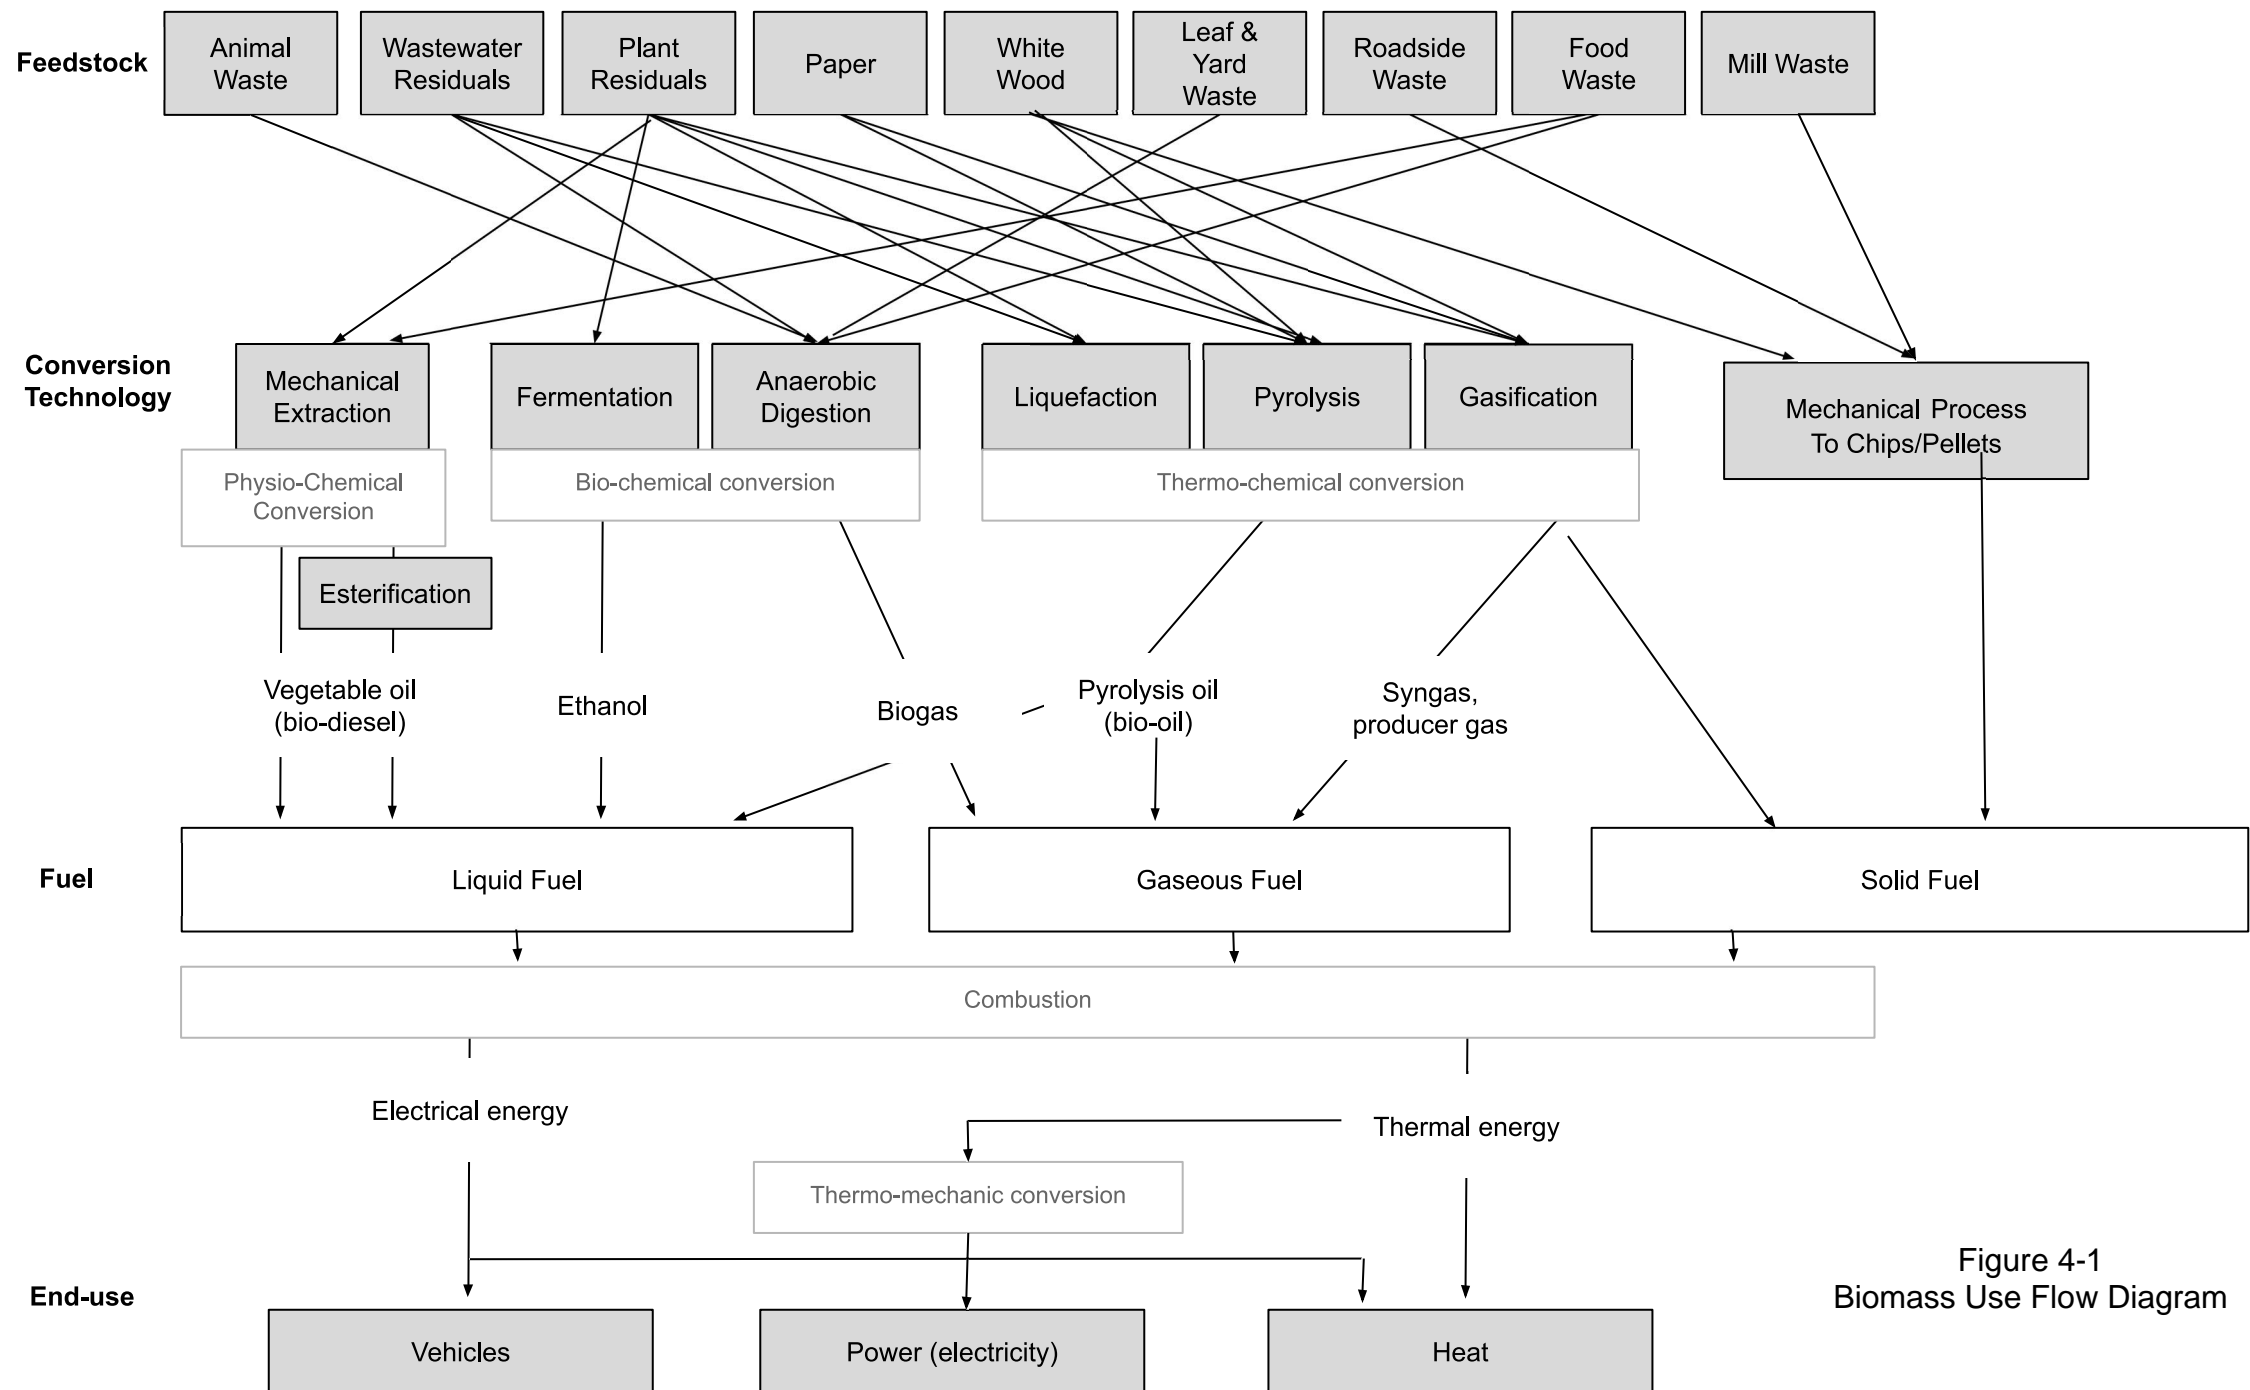 Feedstock
Animal
Waste
Wastewater
Residuals
Plant
Residuals
Paper
White
Wood
Leaf &
Yard
Waste
Roadside
Waste
Food
Waste
Mill Waste
Conversion
Technology
Mechanical
Extraction
Fermentation
Anaerobic
Digestion
Liquefaction
Pyrolysis
Gasification
Mechanical Process
To Chips/Pellets
Physio-Chemical
Conversion
Bio-chemical conversion
Thermo-chemical conversion
Esterification
Vegetable oil
(bio-diesel)
Ethanol
Biogas
Pyrolysis oil
(bio-oil)
Syngas,
producer gas
Fuel
Liquid Fuel
Gaseous Fuel
Solid Fuel
Combustion
Electrical energy
Thermal energy
Thermo-mechanic conversion
End-use
Vehicles
Power (electricity)
Heat
Figure 4-1
Biomass Use Flow Diagram